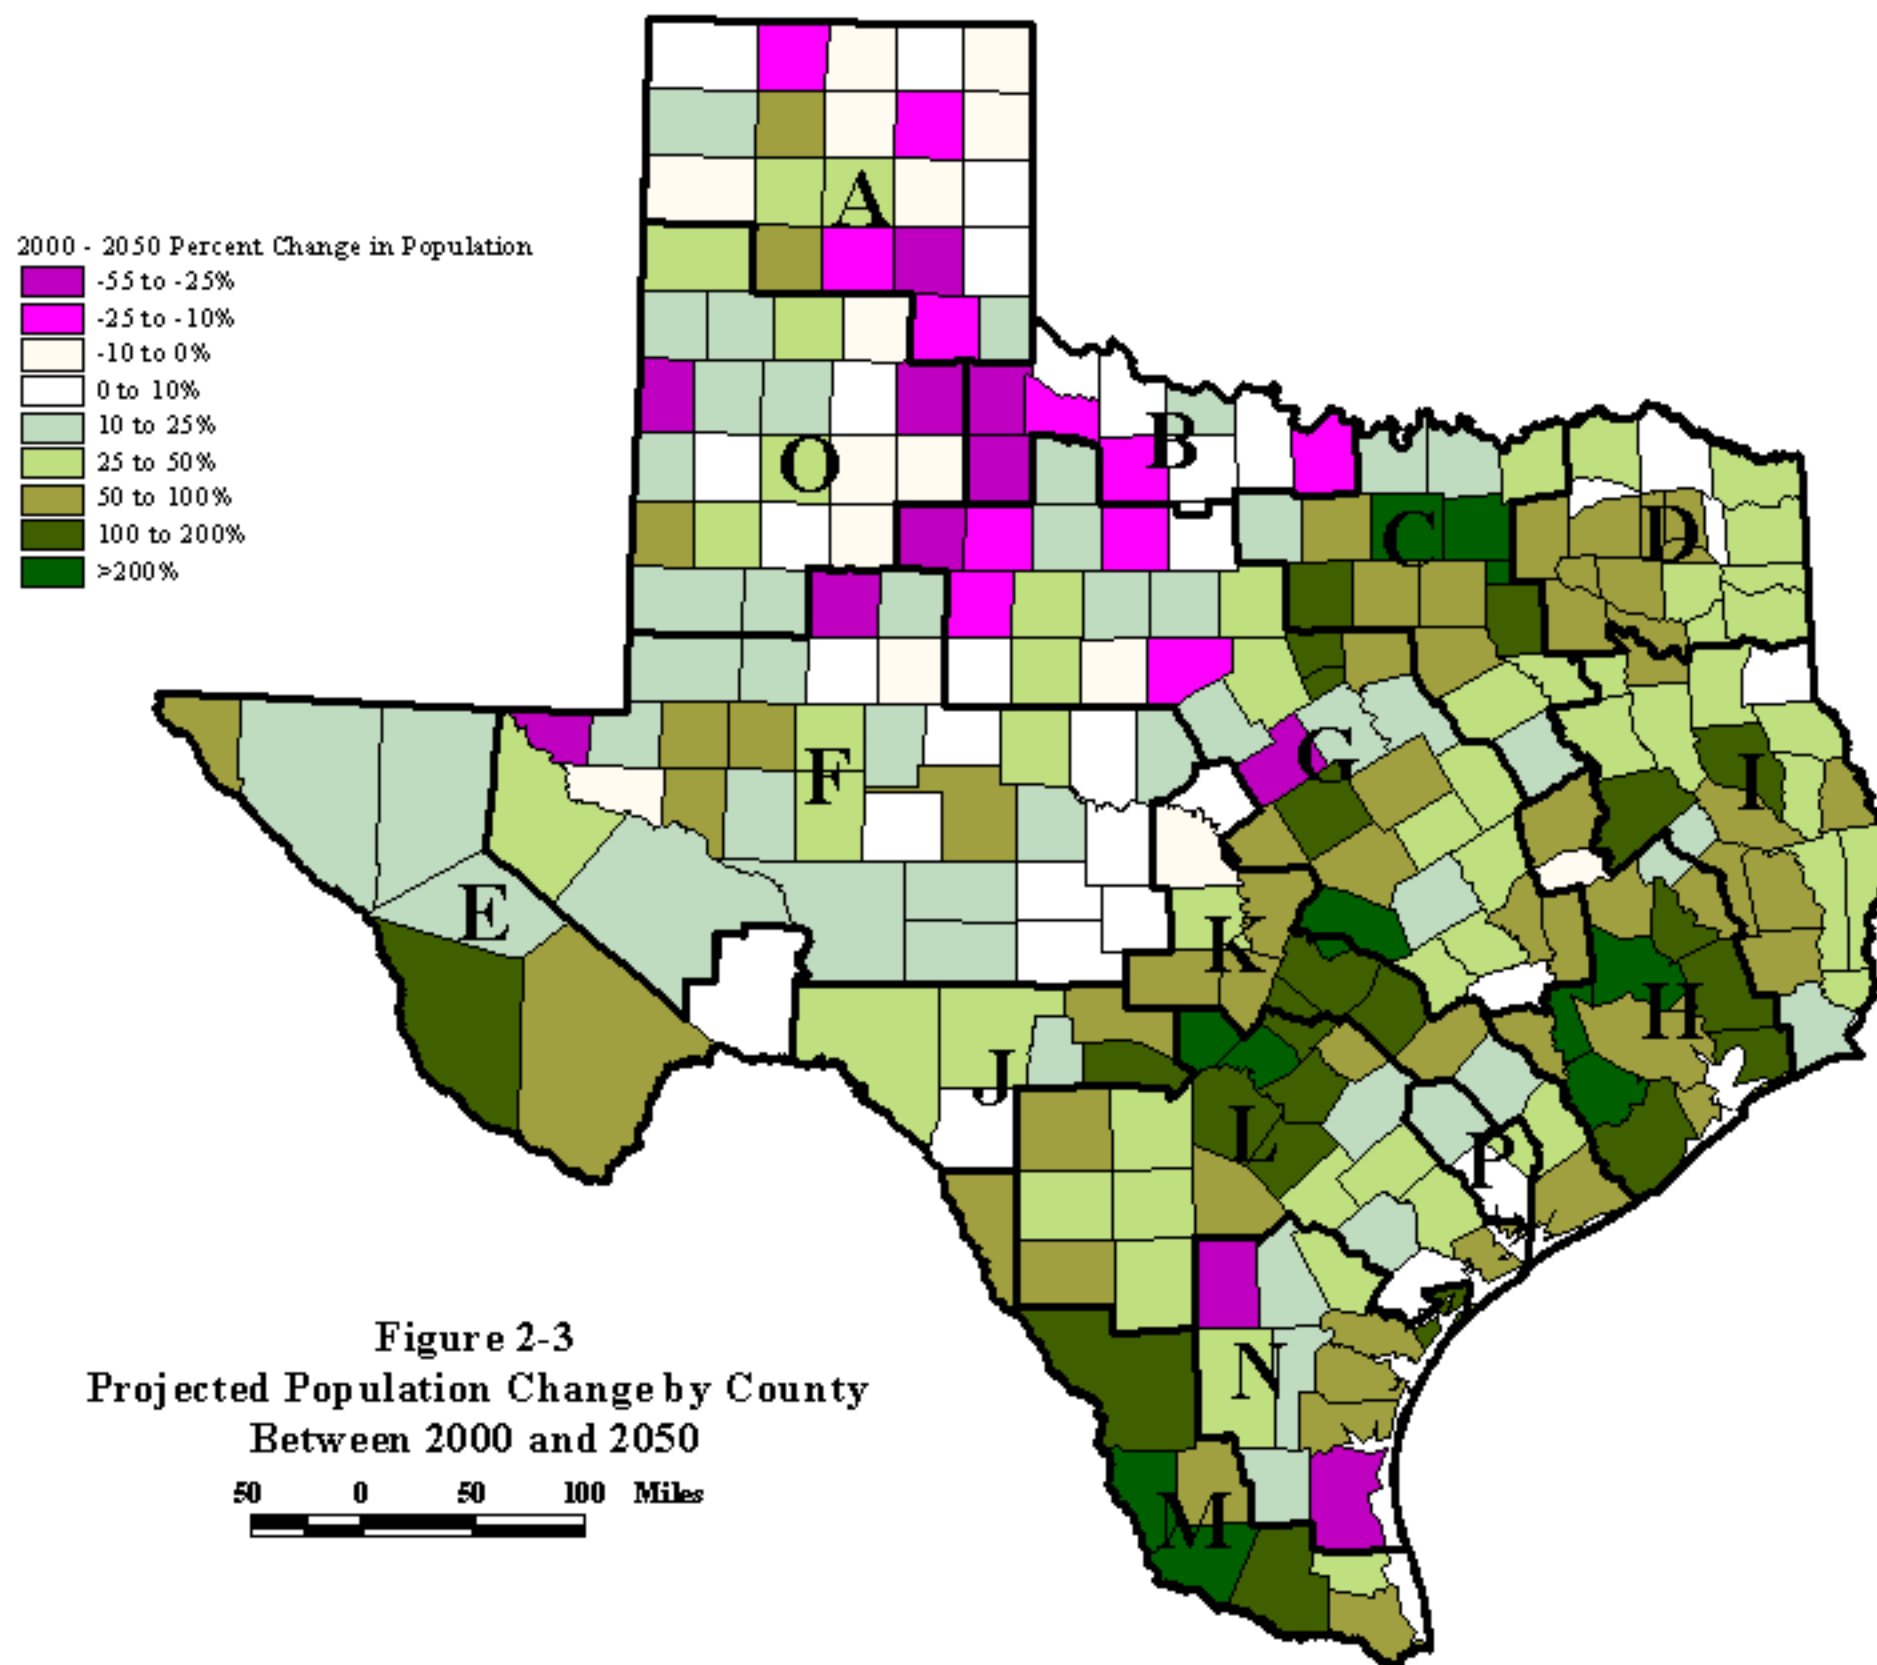 2000 - 2050 Percent Change in Population
-55 to -25%
-25 to -10%
-10 to 0%
0 to 10%
10 to 25%
25 to 50%
50 to 100%
100 to 200%
>200%
A
B
O
C
D
G
F
I
E
K
H
J
L
P
N
M
Figure 2-3
Projected Population Change by County
Between 2000 and 2050
50 0 50 100 Miles